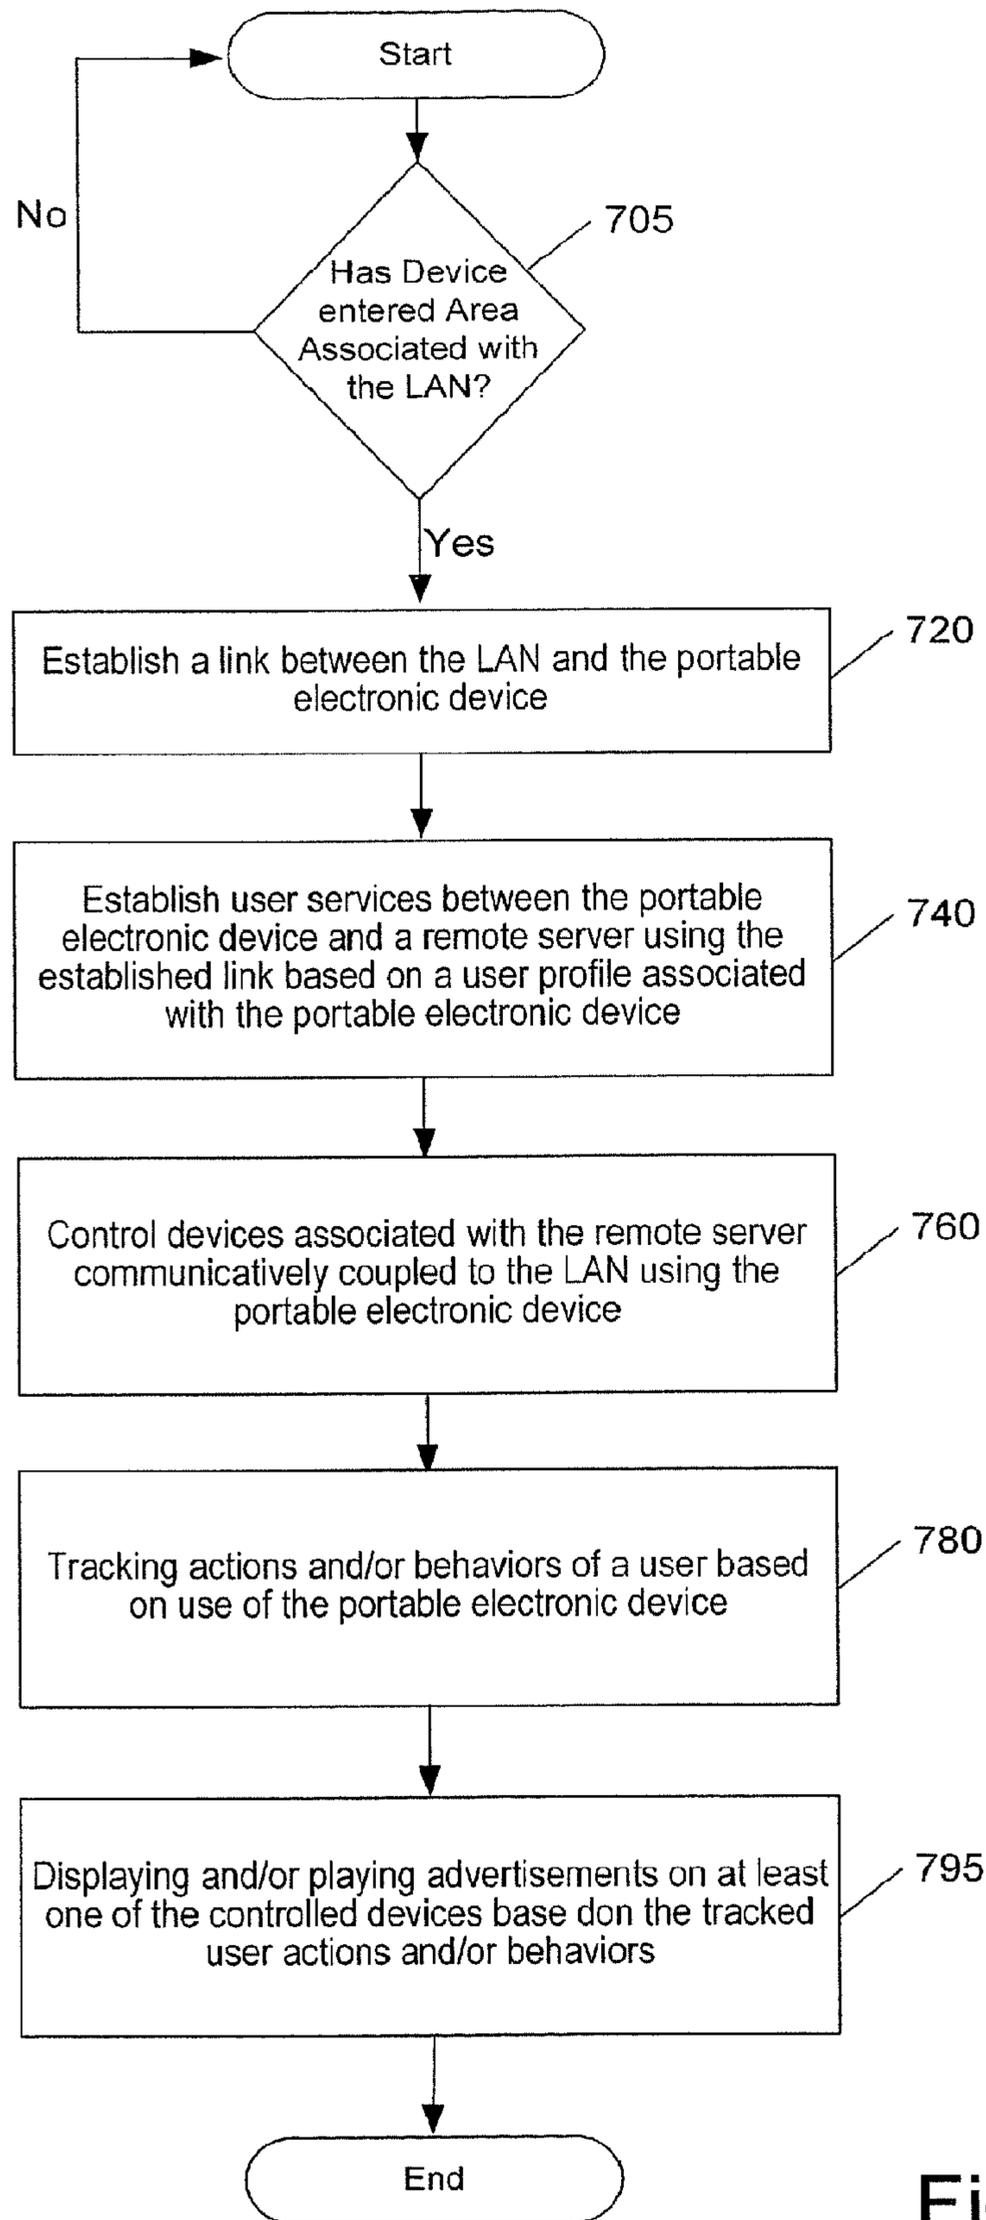 Start
No
705
Has Device
entered Area
Associated with
the LAN?
Yes
720
Establish a link between the LAN and the portable
electronic device
740
Establish user services between the portable
electronic device and a remote server using the
established link based on a user profile associated
with the portable electronic device
760
Control devices associated with the remote server
communicatively coupled to the LAN using the
portable electronic device
780
Tracking actions and/or behaviors of a user based
on use of the portable electronic device
795
Displaying and/or playing advertisements on at least
one of the controlled devices base don the tracked
user actions and/or behaviors
End